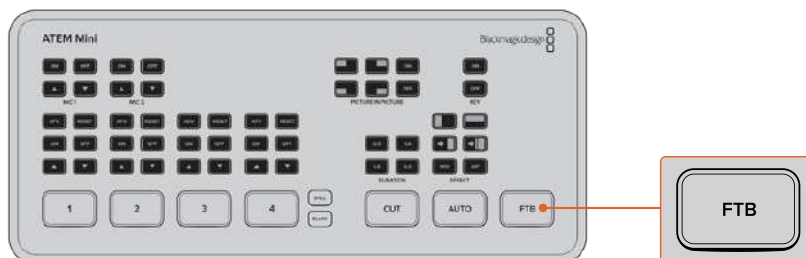 ATEM Mini
Blackmagicdesign
ON OFF ON OFF ON ON
OFF OFF
MIC 1 MIC 2 PICTURE IN PICTURE KEY
AFV RESET AFV RESET AFV RESET AFV RESET
ON OFF ON OFF ON OFF ON OFF
DURATION EFFECT
STILL
1 2 3 4 CUT AUTO FTB
BLACK
FTB